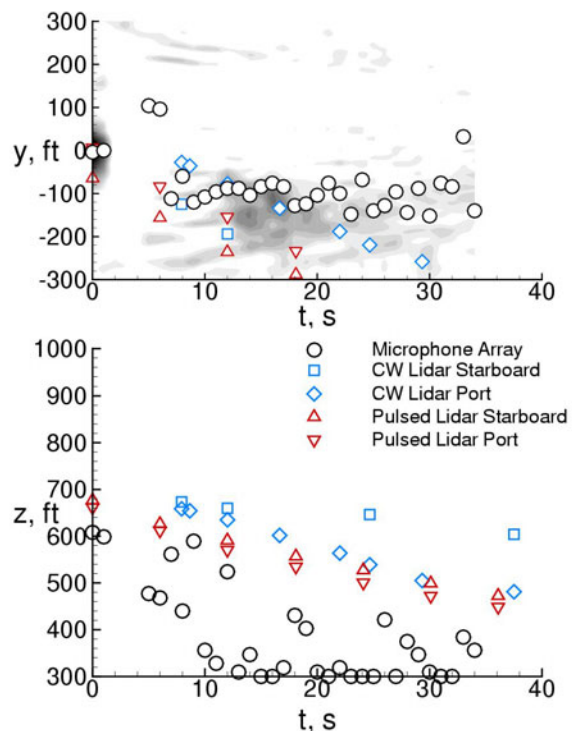 300
200
100
y, ft 0
-100
-200
-300
0 10 20 30 40
t, s
1000
900
800
700
z, ft
600
500
400
300
Microphone Array
CW Lidar Starboard
CW Lidar Port
Pulsed Lidar Starboard
Pulsed Lidar Port
0 10 20 30 40
t, s